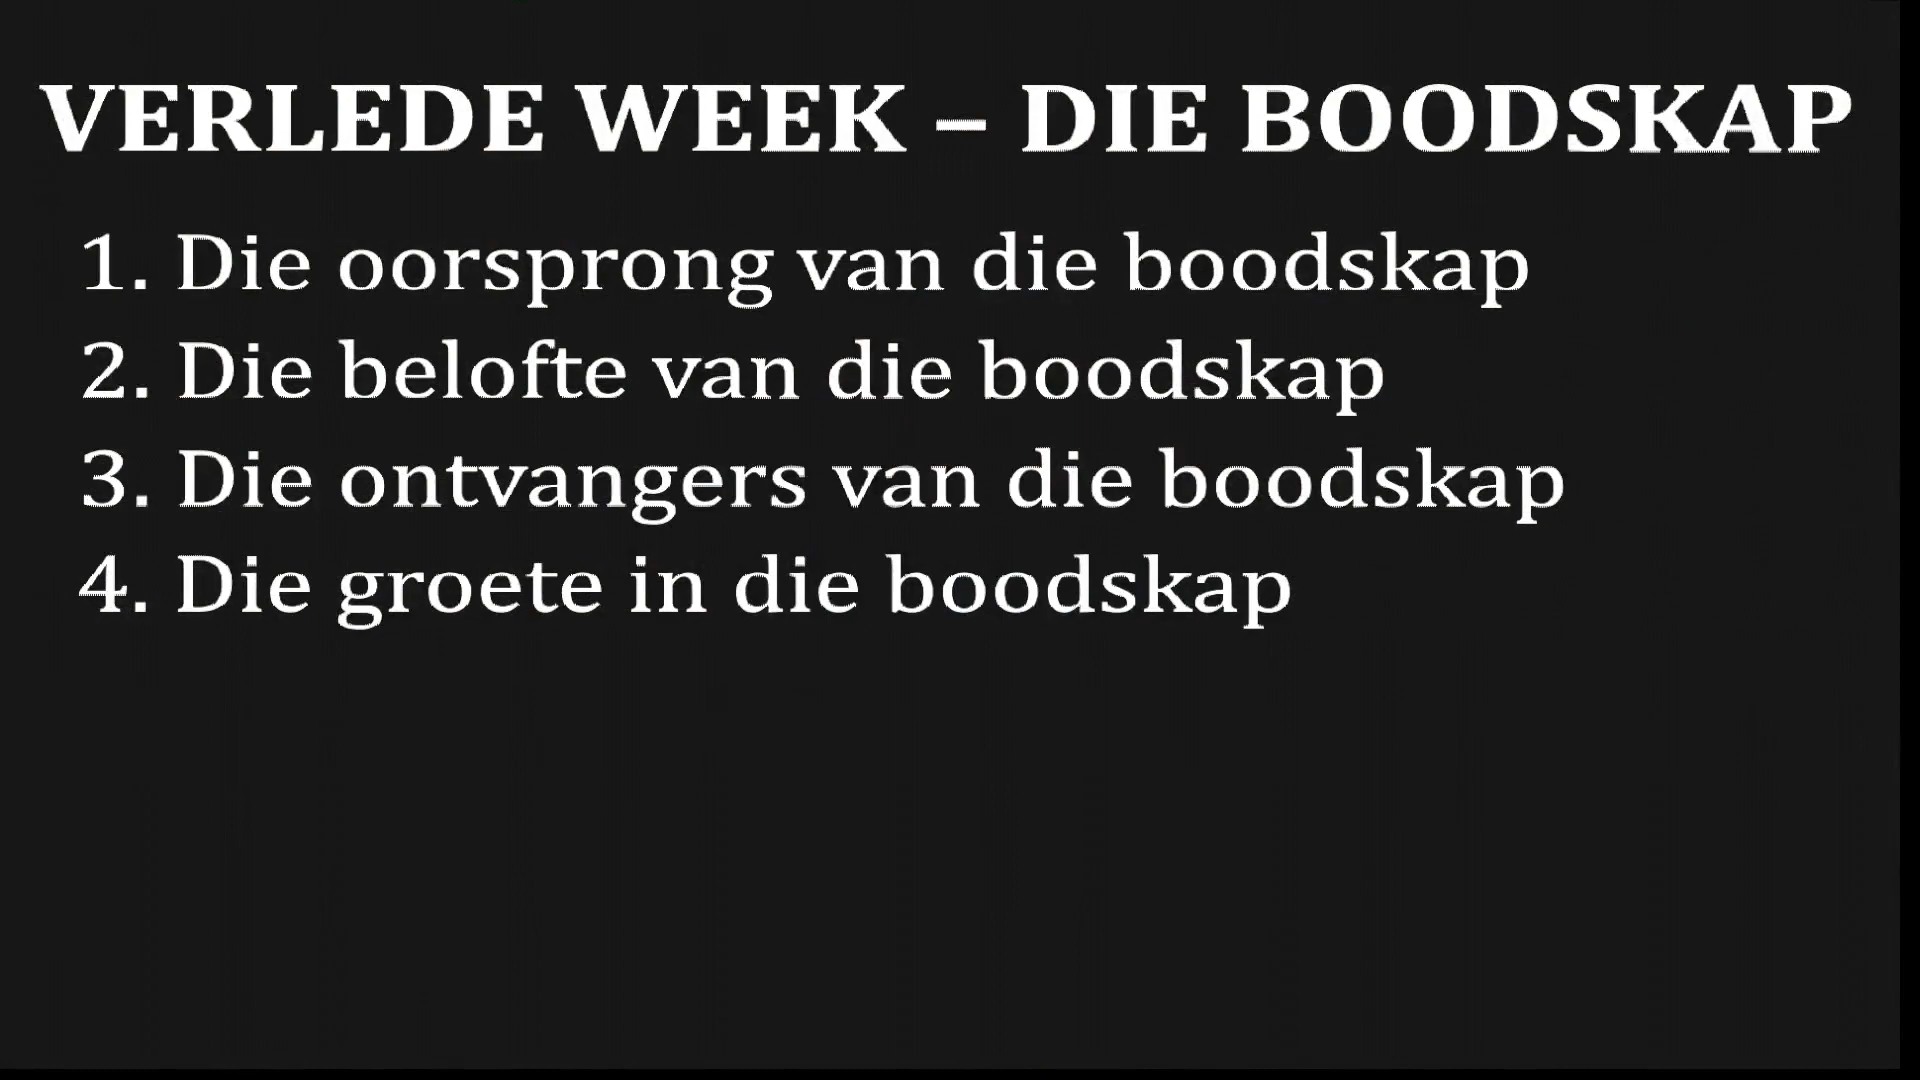 VERLEDE WEEK – DIE BOODSKAP
1. Die oorsprong van die boodskap
2. Die belofte van die boodskap
3. Die ontvangers van die boodskap
4. Die groete in die boodskap